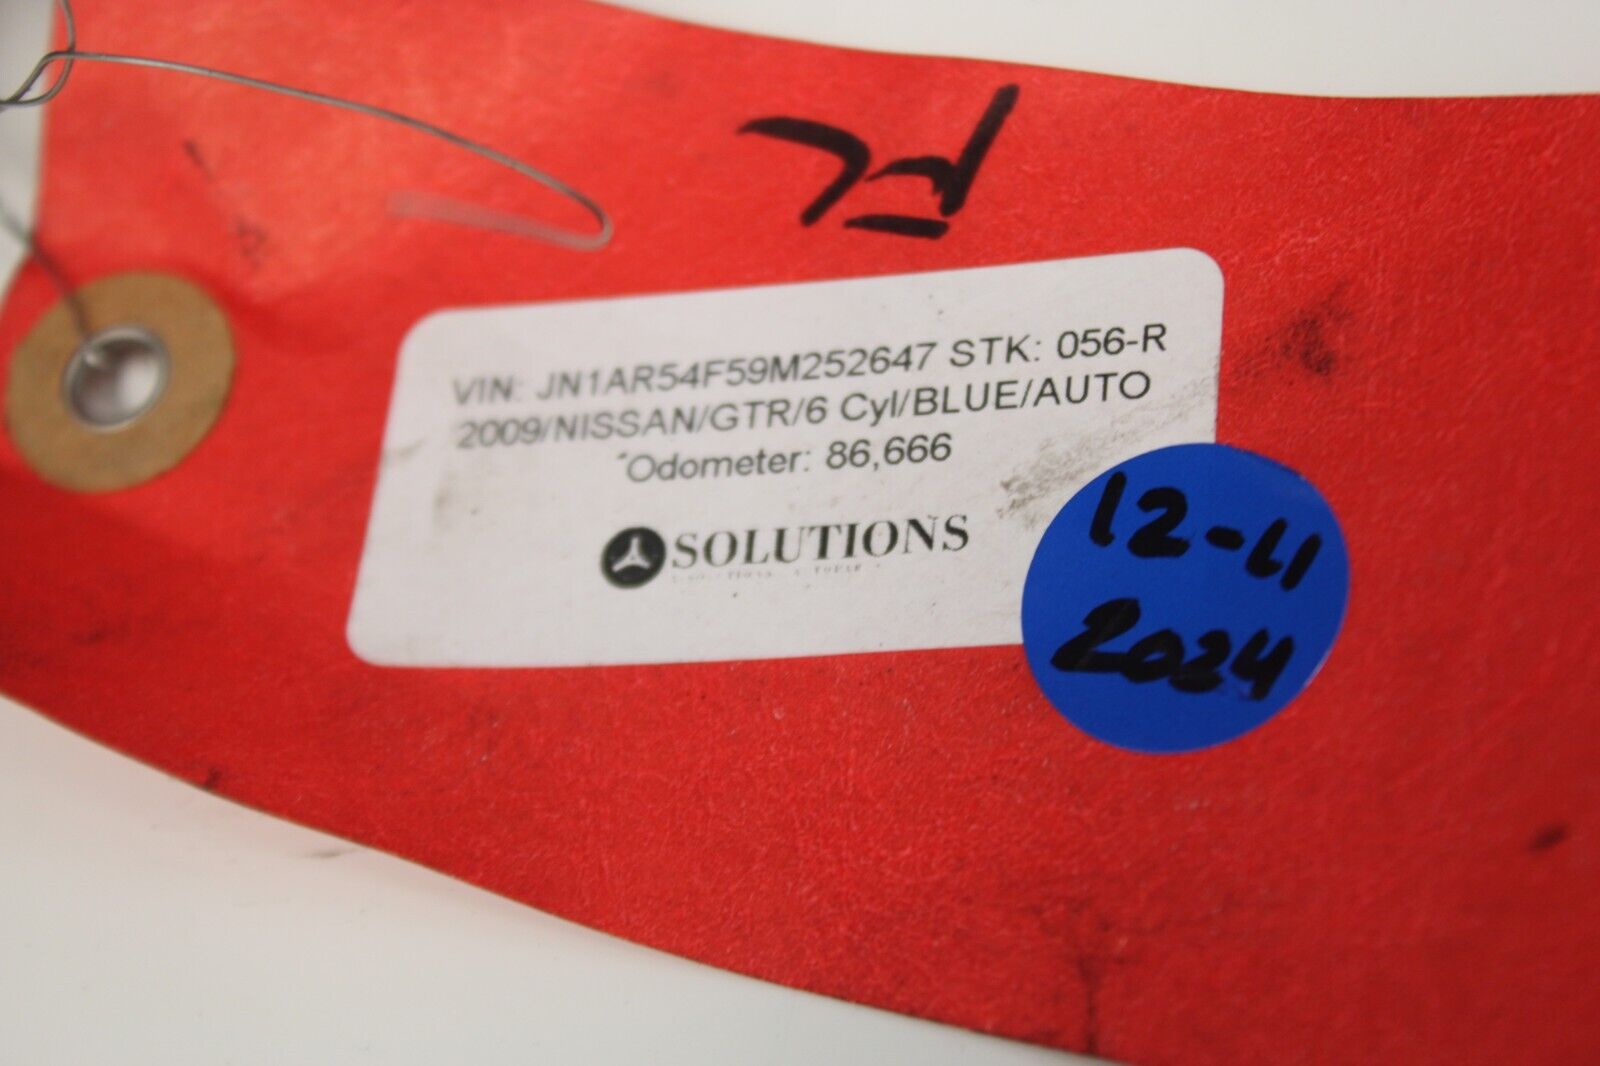 FL
VIN: JN1AR54F59M252647 STK: 056-R
2009/NISSAN/GTR/6 Cyl/BLUE/AUTO
Odometer: 86,666
SOLUTIONS
12-11
2024